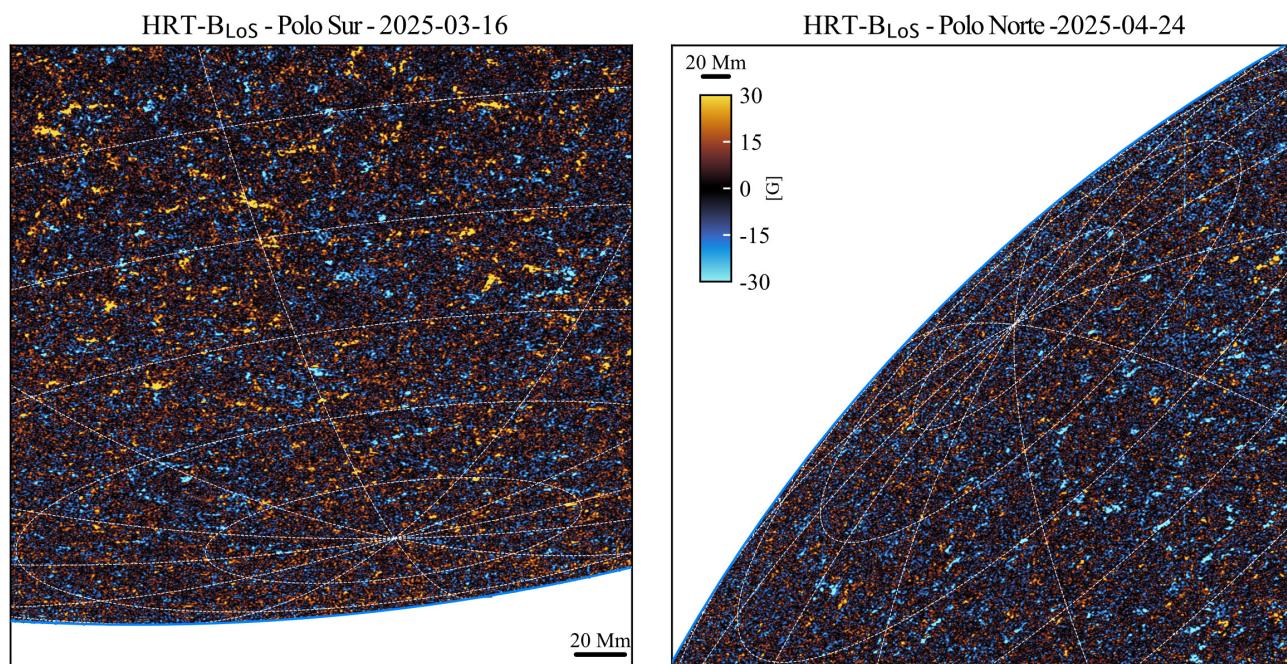 HRT-BLoS - Polo Sur - 2025-03-16
20 Mm
HRT-BLoS - Polo Norte -2025-04-24
20 Mm
30
15
0
-15
-30
[G]